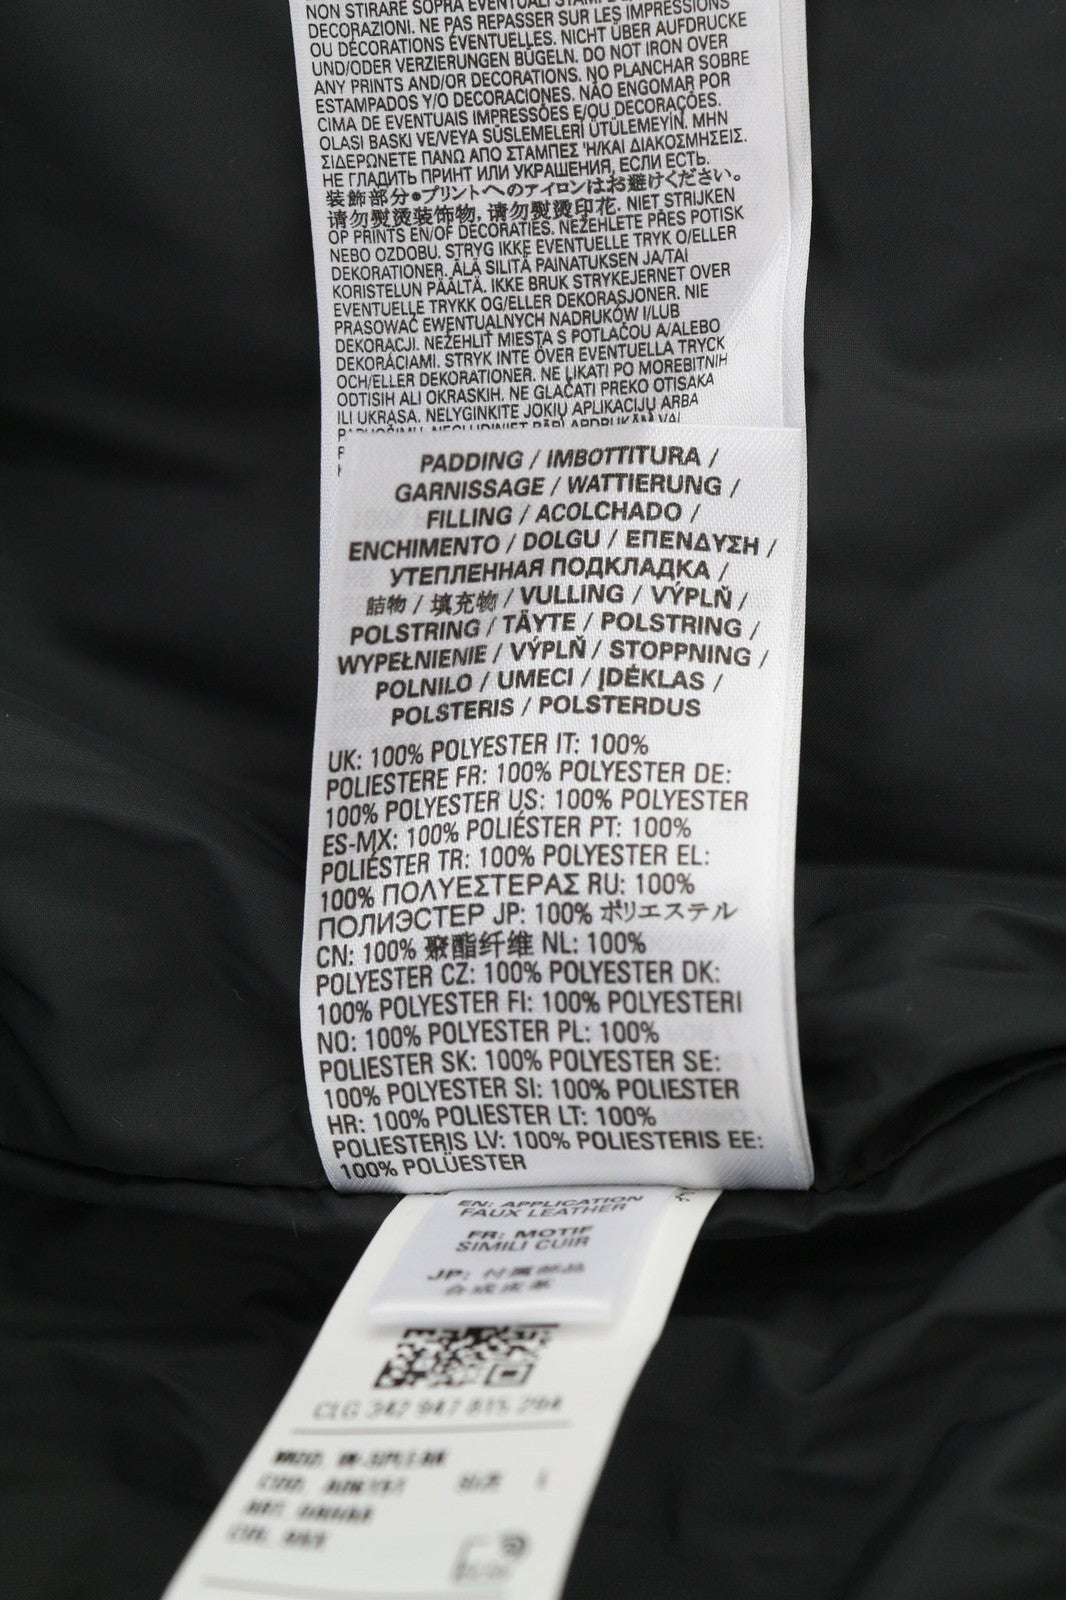 NON STIRARE SOPRA EVENTUALI
DECORAZIONI. NE PAS REPASSER SUR LES IMPRESSIONS
OU DÉCORATIONS ÉVENTUELLES. NICHT ÜBER AUFDRUCKE
UND/ODER VERZIERUNGEN BÜGELN. DO NOT IRON OVER
ANY PRINTS AND/OR DECORATIONS. NO PLANCHAR SOBRE
ESTAMPADOS Y/O DECORACIONES. NÃO ENGOMAR POR
CIMA DE EVENTUAIS IMPRESSÕES E/OU DECORAÇÕES.
OLASI BASKI VE/VEYA SÜSLEMELERİ ÜTÜLEMEYİN. ΜΗΝ
ΣΙΔΕΡΩΝΕΤΕ ΠΑΝΩ ΑΠΟ ΣΤΑΜΠΕΣ 'Η/ΚΑΙ ΔΙΑΚΟΣΜΗΣΕΙΣ.
НЕ ГЛАДИТЬ ПРИНТ ИЛИ УКРАШЕНИЯ, ЕСЛИ ЕСТЬ.
装飾部分•プリントへのアイロンはお避けください。
请勿熨烫装饰物, 请勿熨烫印花. NIET STRIJKEN
OP PRINTS EN/OF DECORATIES. NEŽEHLETE PŘES POTISK
NEBO OZDOBU. STRYG IKKE EVENTUELLE TRYK O/ELLER
DEKORATIONER. ÄLÄ SILITÄ PAINATUKSEN JA/TAI
KORISTELUN PÄÄLTÄ. IKKE BRUK STRYKEJERNET OVER
EVENTUELLE TRYKK OG/ELLER DEKORASJONER. NIE
PRASOWAĆ EWENTUALNYCH NADRUKÓW I/LUB
DEKORACJI. NEŽEHLIŤ MIESTA S POTLAČOU A/ALEBO
DEKORÁCIAMI. STRYK INTE ÖVER EVENTUELLA TRYCK
OCH/ELLER DEKORATIONER. NE LIKATI PO MOREBITNIH
ODTISIH ALI OKRASKIH. NE GLAČATI PREKO OTISAKA
ILI UKRASA. NELYGINKITE JOKIŲ APLIKACIJŲ ARBA
PADDING / IMBOTTITURA /
GARNISSAGE / WATTIERUNG /
FILLING / ACOLCHADO /
ENCHIMENTO / DOLGU / ΕΠΕΝΔΥΣΗ /
УТЕПЛЕННАЯ ПОДКЛАДКА /
詰物 / 填充物 / VULLING / VÝPLŇ /
POLSTRING / TÄYTE / POLSTRING /
WYPEŁNIENIE / VÝPLŇ / STOPPNING /
POLNILO / UMECI / ĮDĖKLAS /
POLSTERIS / POLSTERDUS
UK: 100% POLYESTER IT: 100%
POLIESTERE FR: 100% POLYESTER DE:
100% POLYESTER US: 100% POLYESTER
ES-MX: 100% POLIÉSTER PT: 100%
POLIÉSTER TR: 100% POLYESTER EL:
100% ΠΟΛΥΕΣΤΕΡΑΣ RU: 100%
ПОЛИЭСТЕР JP: 100% ポリエステル
CN: 100% 聚酯纤维 NL: 100%
POLYESTER CZ: 100% POLYESTER DK:
100% POLYESTER FI: 100% POLYESTERI
NO: 100% POLYESTER PL: 100%
POLIESTER SK: 100% POLYESTER SE:
100% POLYESTER SI: 100% POLIESTER
HR: 100% POLIESTER LT: 100%
POLIESTERIS LV: 100% POLIESTERIS EE:
100% POLÜESTER
EN: APPLICATION
FAUX LEATHER
FR: MOTIF
SIMILI CUIR
JP: 付属部品
合成皮革
CLG 342 947 815 294